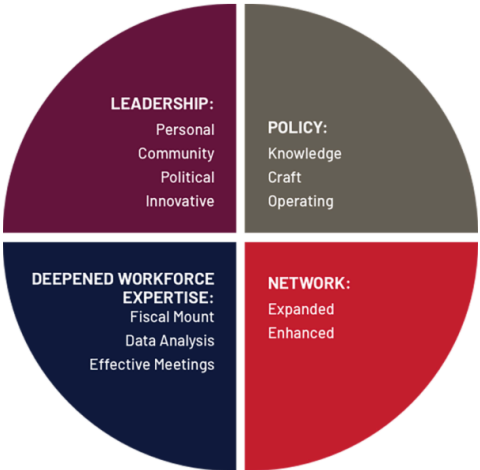 LEADERSHIP:
Personal
Community
Political
Innovative
POLICY:
Knowledge
Craft
Operating
DEEPENED WORKFORCE
EXPERTISE:
Fiscal Mount
Data Analysis
Effective Meetings
NETWORK:
Expanded
Enhanced